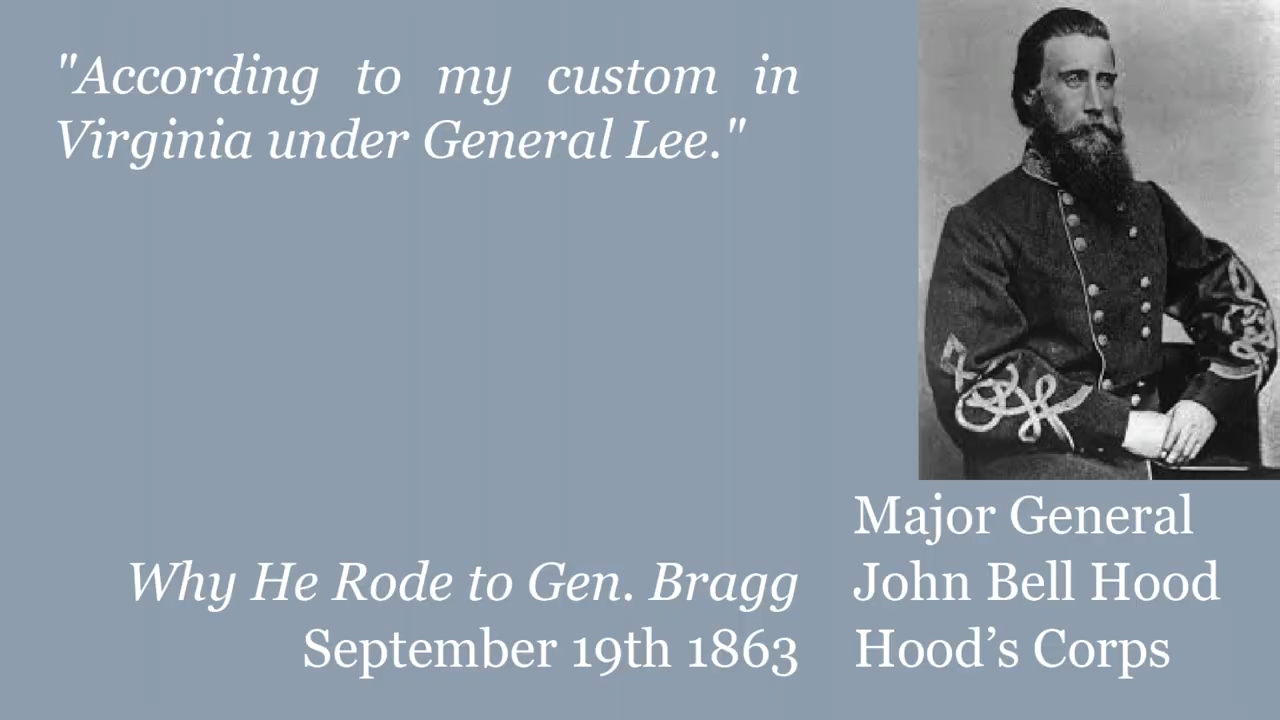 "According to my custom in
Virginia under General Lee."
Why He Rode to Gen. Bragg
September 19th 1863
Major General
John Bell Hood
Hood’s Corps